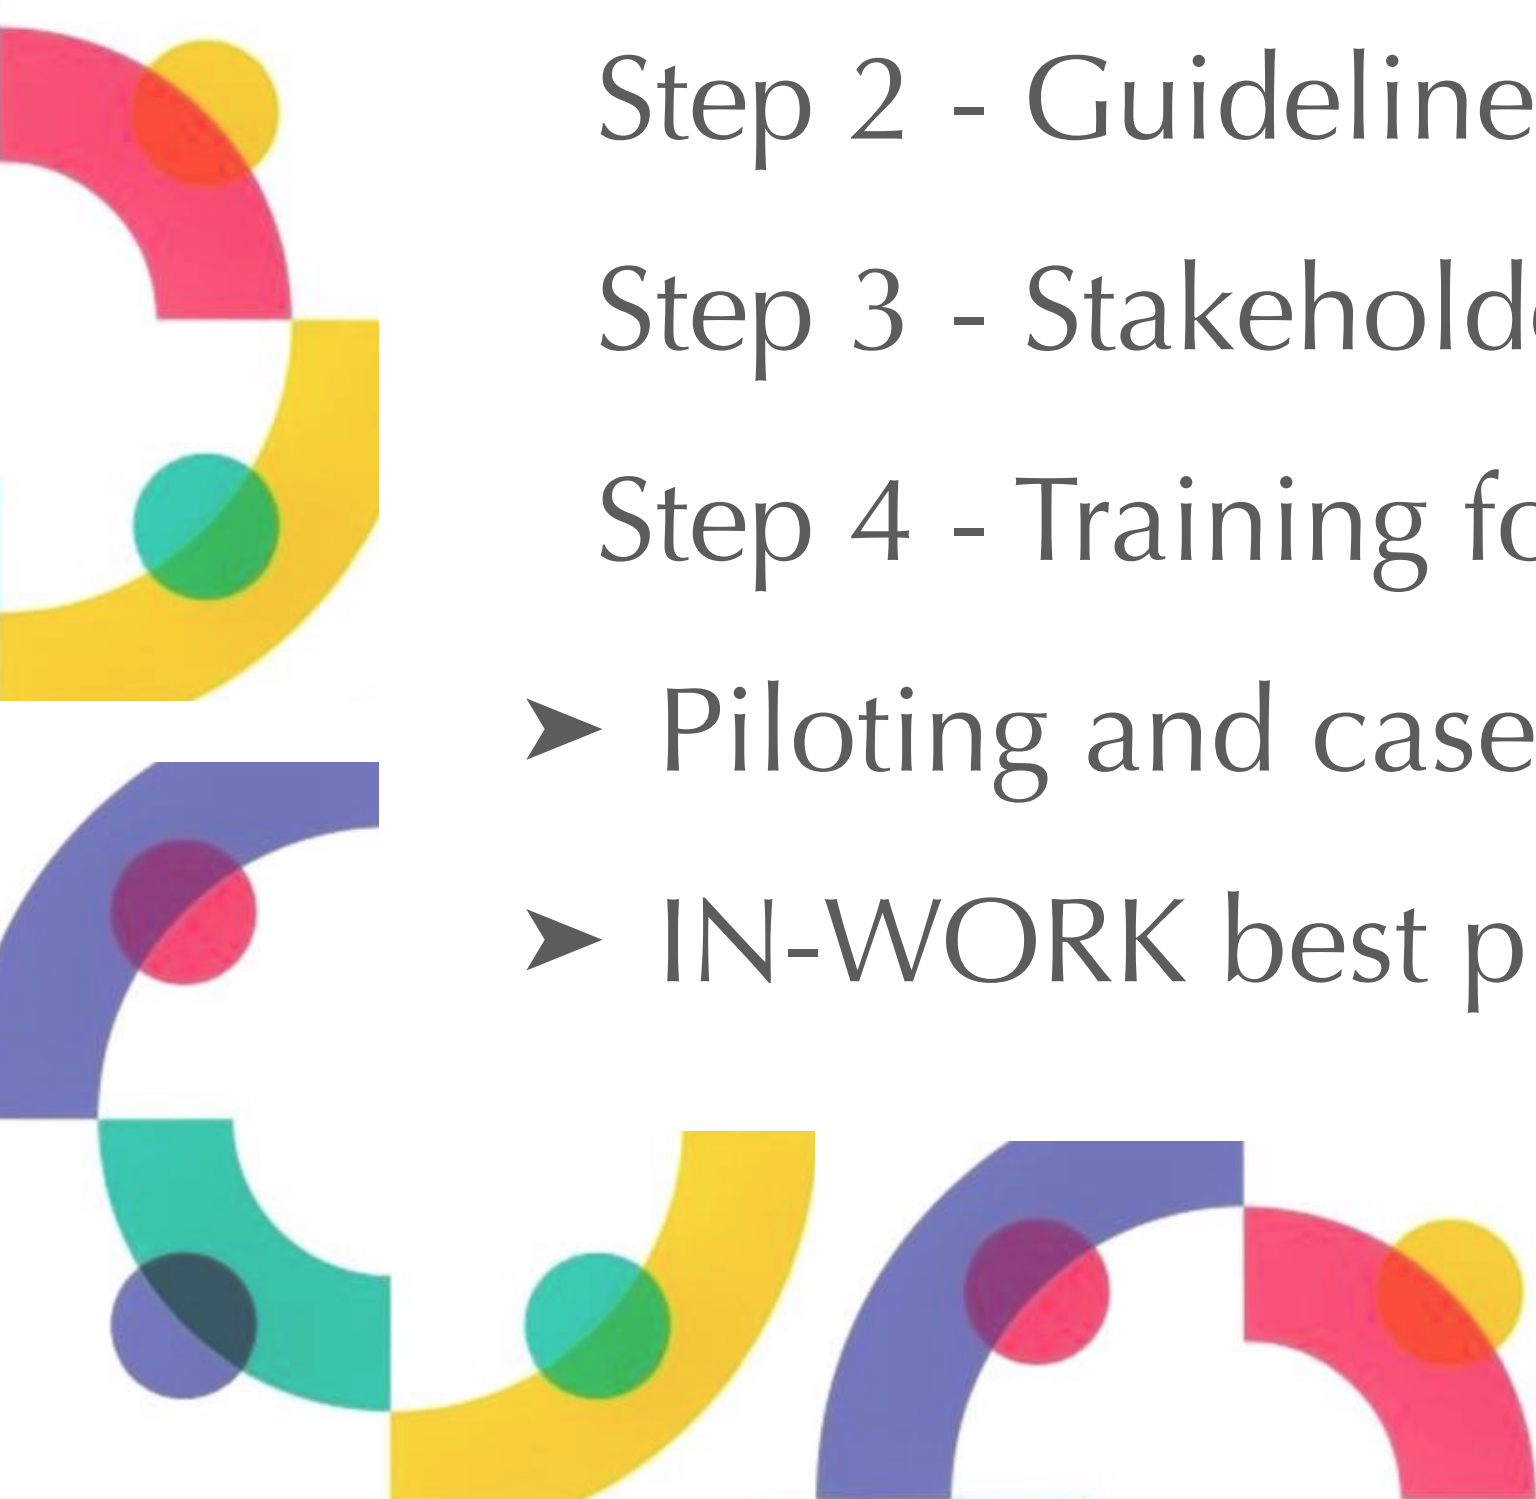 Step 2 - Guideline
Step 3 - Stakehold
Step 4 - Training fo
➤ Piloting and case
➤ IN-WORK best p